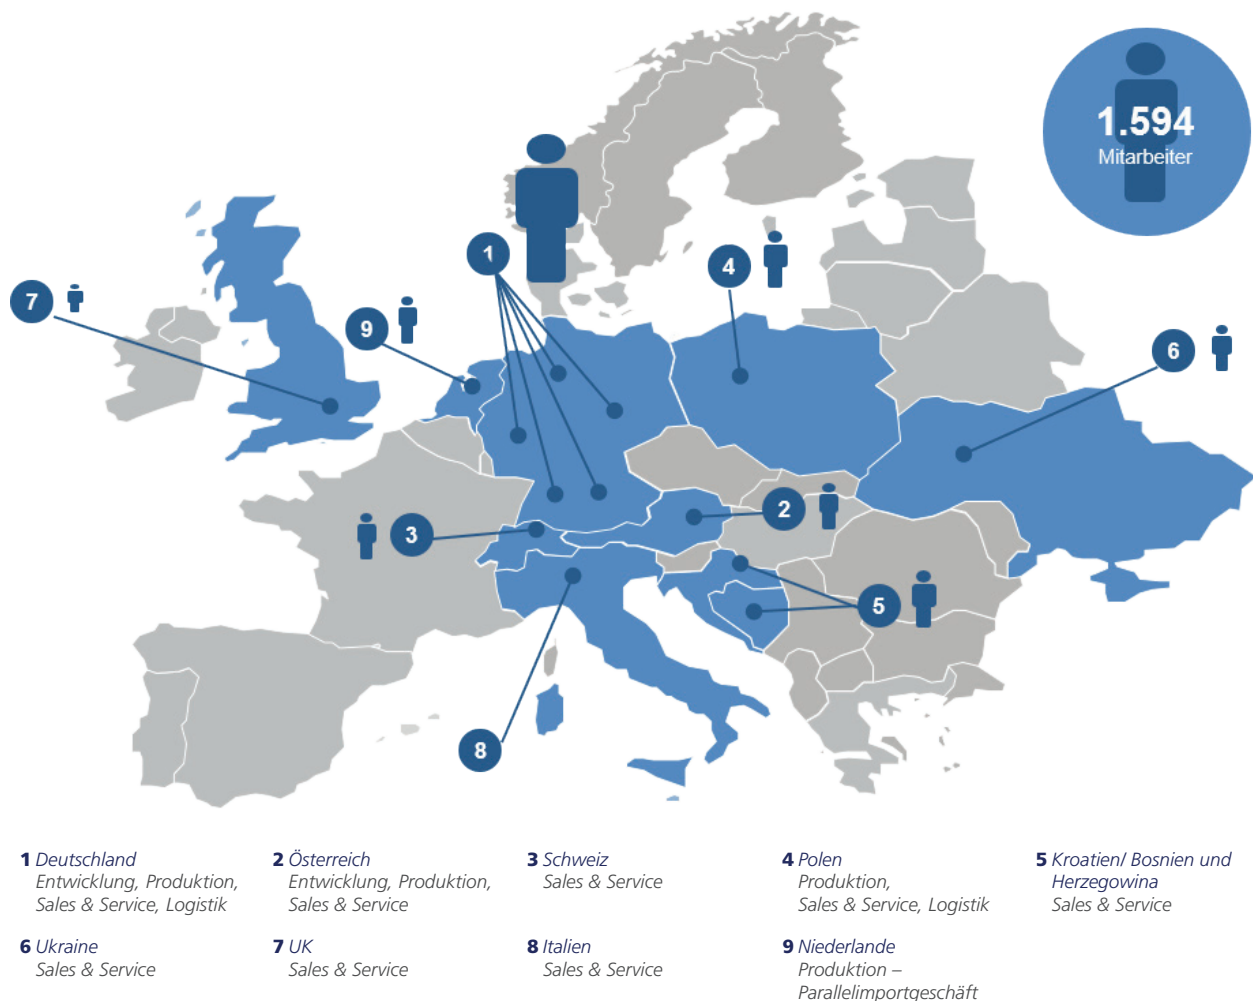 1.594
Mitarbeiter
1
4
7
9
6
2
3
5
8
1 Deutschland
Entwicklung, Produktion,
Sales & Service, Logistik
2 Österreich
Entwicklung, Produktion,
Sales & Service
3 Schweiz
Sales & Service
4 Polen
Produktion,
Sales & Service, Logistik
5 Kroatien/ Bosnien und
Herzegowina
Sales & Service
6 Ukraine
Sales & Service
7 UK
Sales & Service
8 Italien
Sales & Service
9 Niederlande
Produktion –
Parallelimportgeschäft